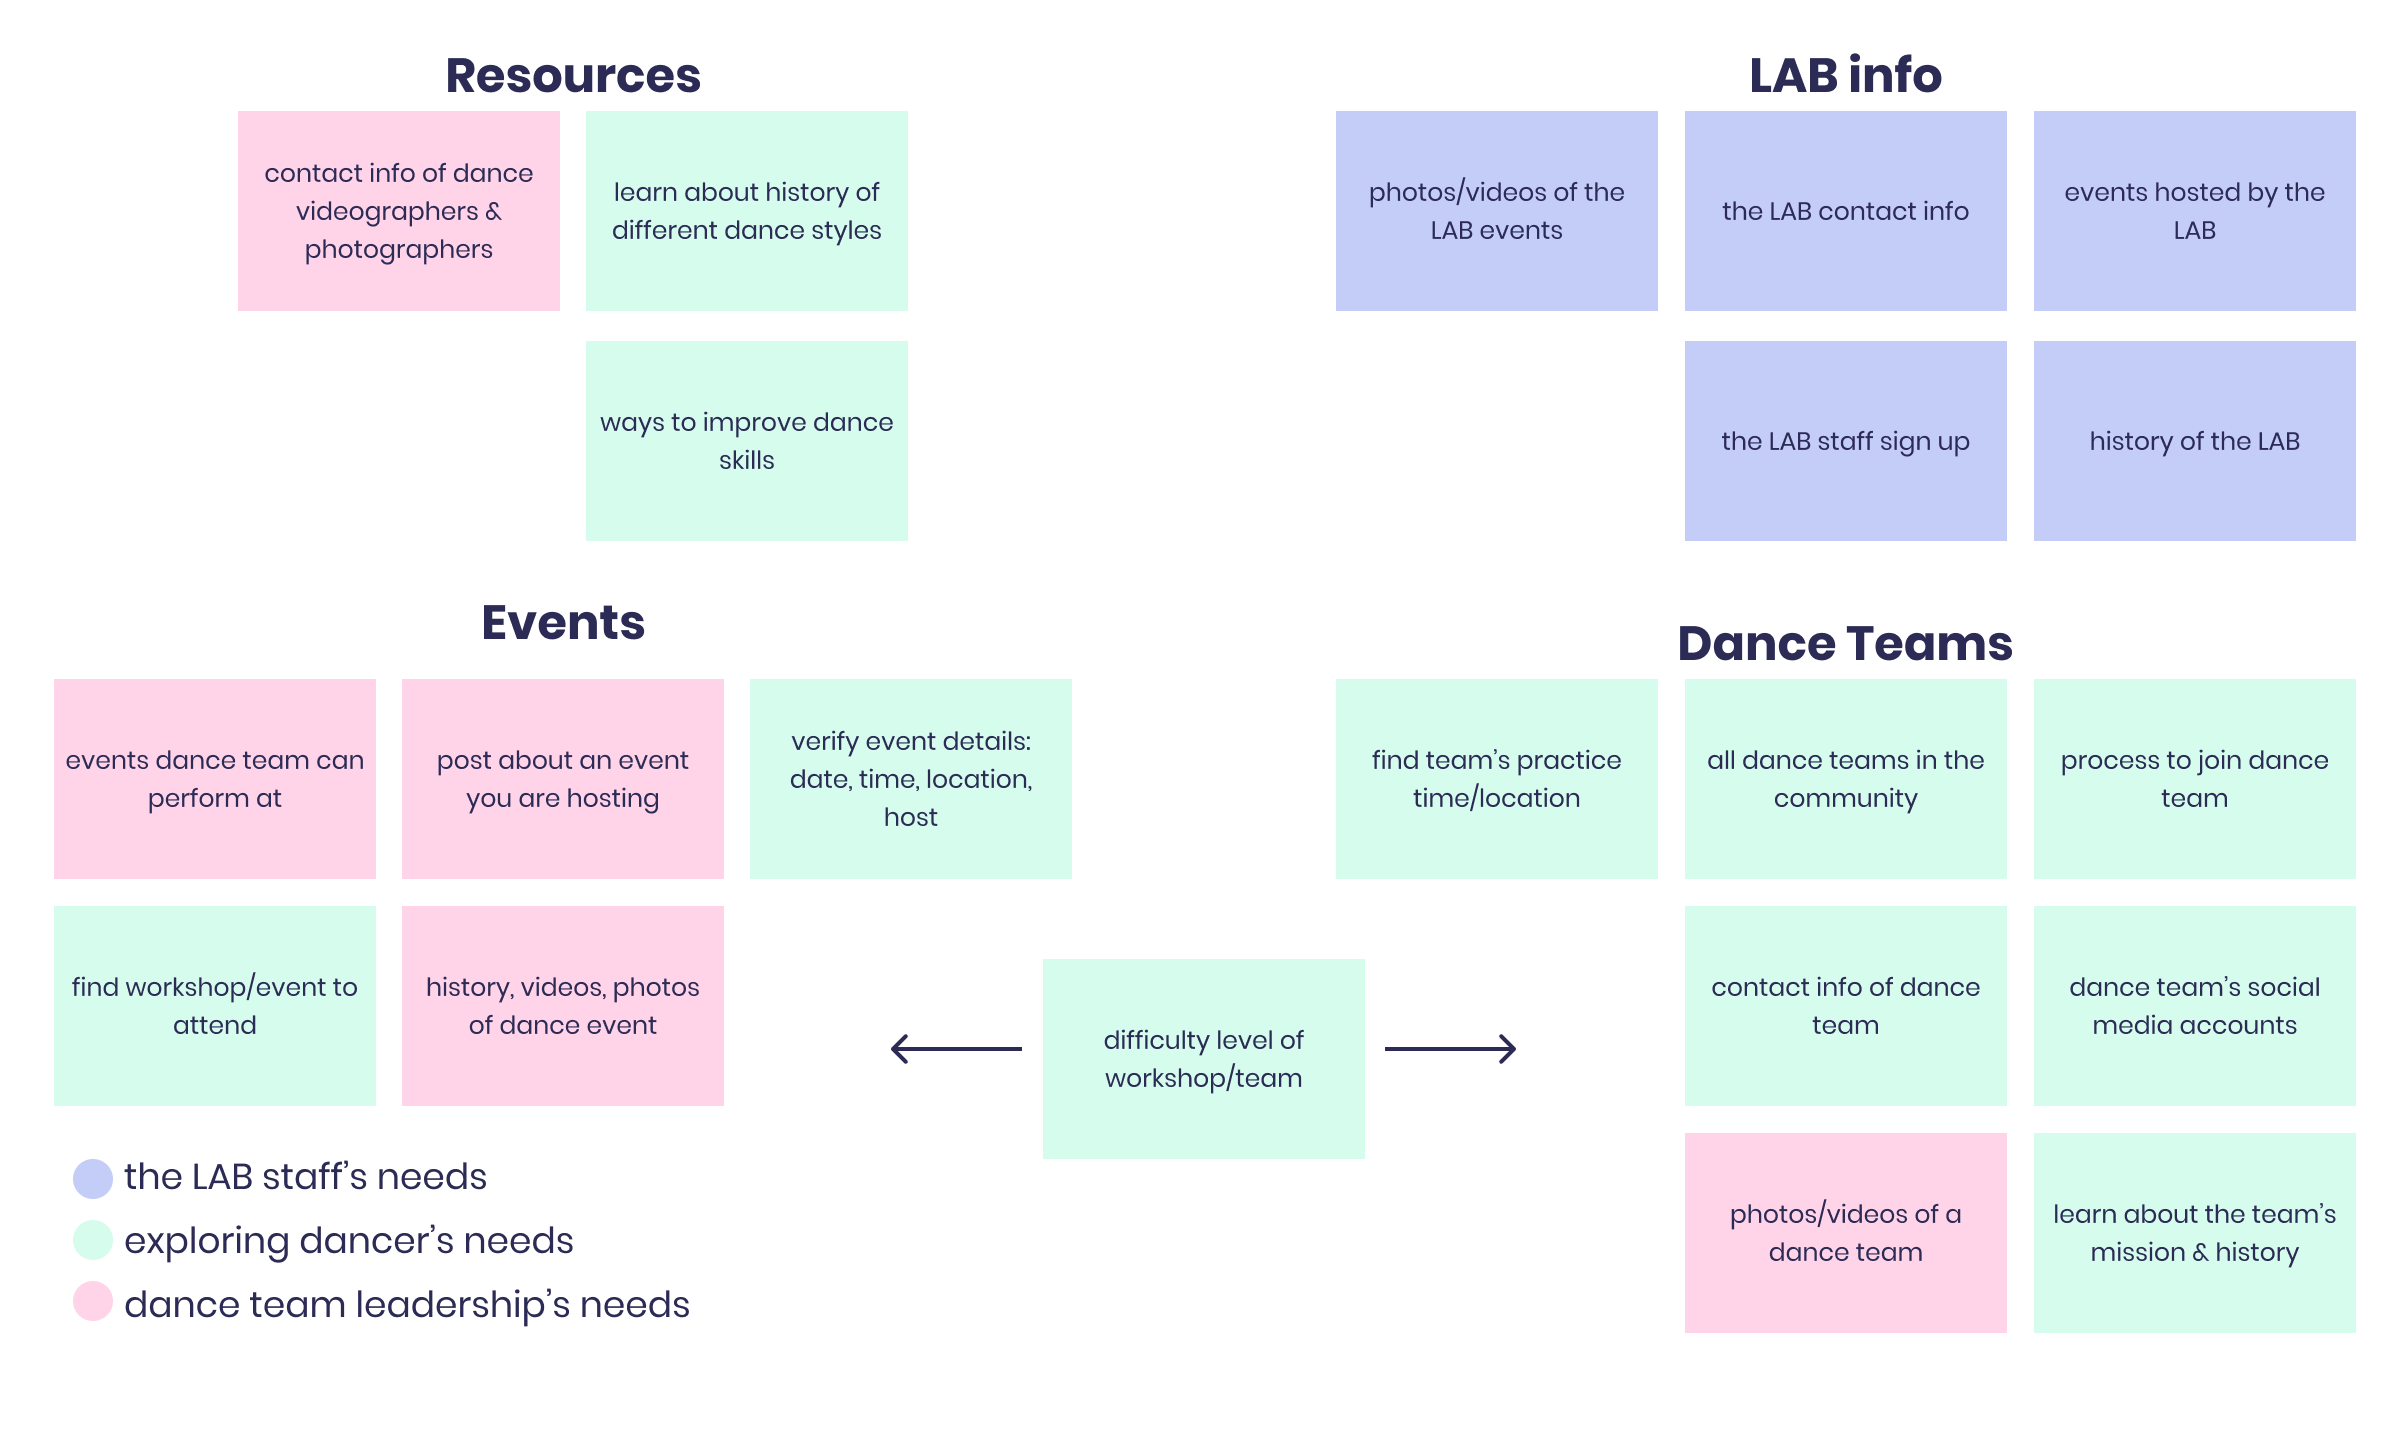 Resources
contact info of dance
videographers &
photographers
learn about history of
different dance styles
ways to improve dance
skills
LAB info
photos/videos of the
LAB events
the LAB contact info
events hosted by the
LAB
the LAB staff sign up
history of the LAB
Events
events dance team can
perform at
post about an event
you are hosting
verify event details:
date, time, location,
host
find workshop/event to
attend
history, videos, photos
of dance event
difficulty level of
workshop/team
Dance Teams
find team’s practice
time/location
all dance teams in the
community
process to join dance
team
contact info of dance
team
dance team’s social
media accounts
photos/videos of a
dance team
learn about the team’s
mission & history
the LAB staff’s needs
exploring dancer’s needs
dance team leadership’s needs